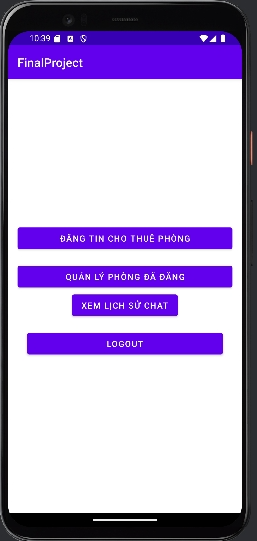 10:39
FinalProject
ĐĂNG TIN CHO THUÊ PHÒNG
QUẢN LÝ PHÒNG ĐÃ ĐĂNG
XEM LỊCH SỬ CHAT
LOGOUT